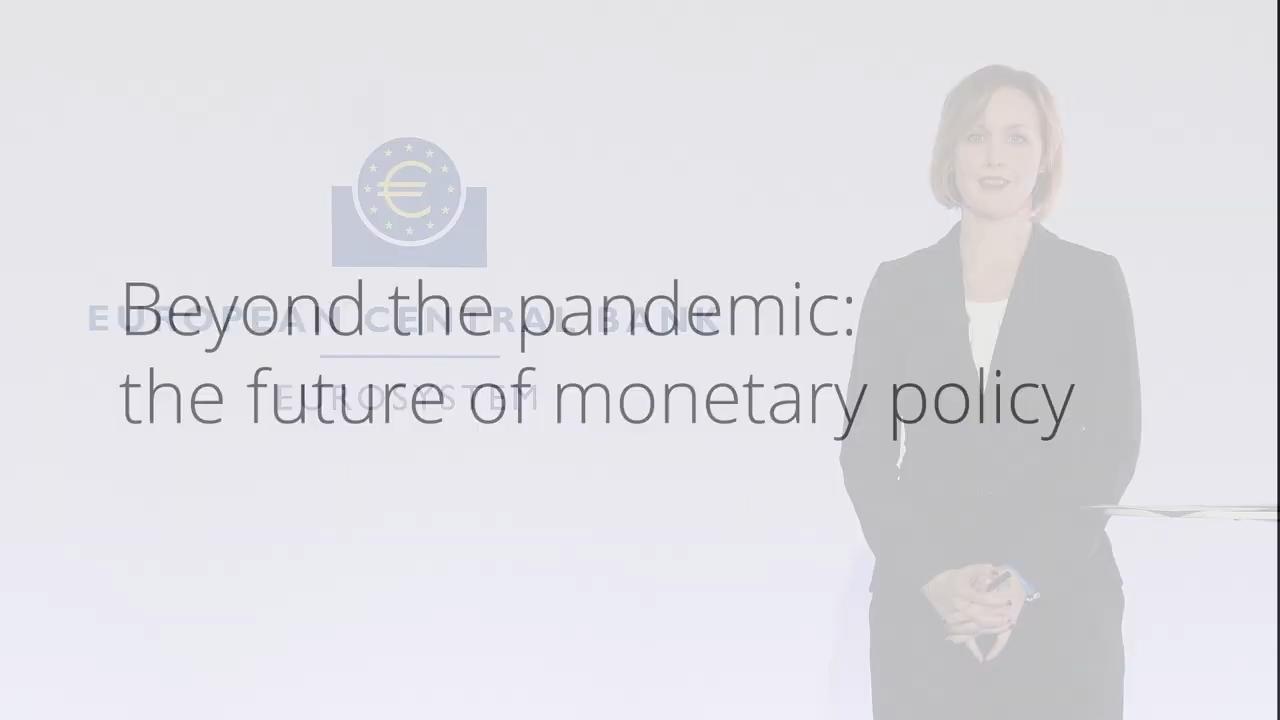 EUROPEAN CENTRAL BANK
EUROSYSTEM
Beyond the pandemic:
the future of monetary policy